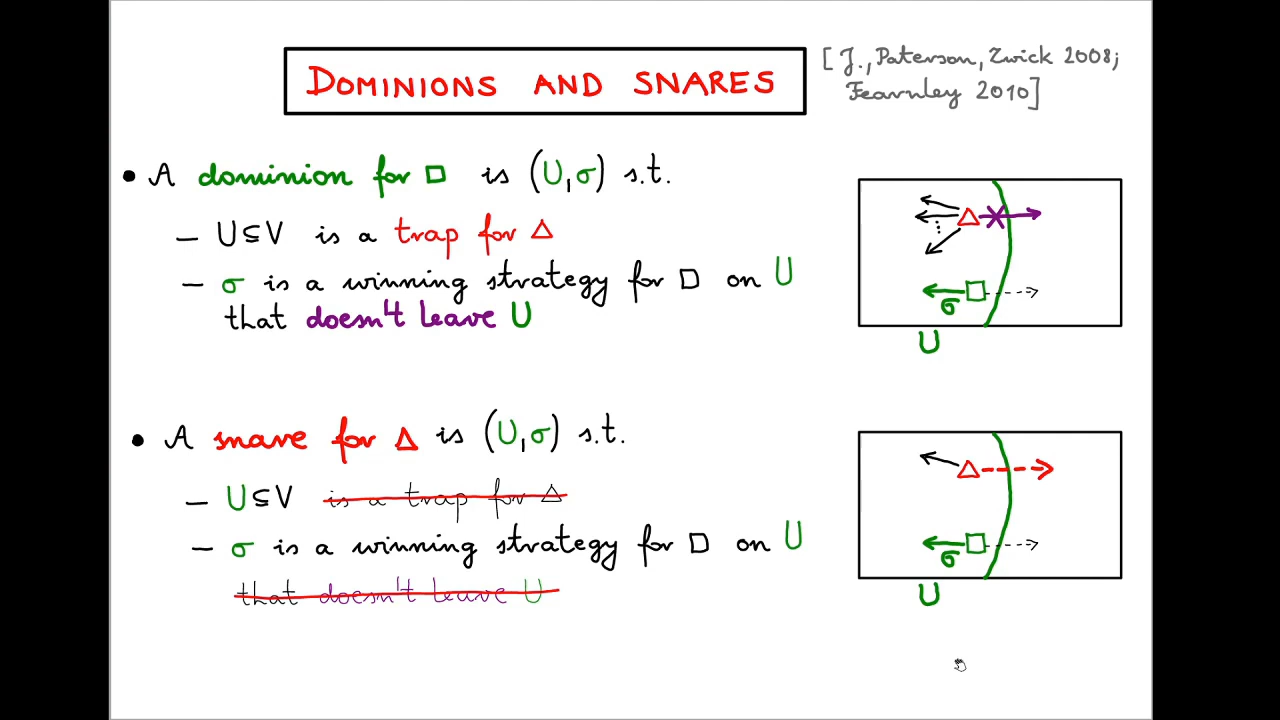 DOMINIONS AND SNARES
[J., Paterson, Zwick 2008;
Fearnley 2010]
• A dominion for □ is (U,σ) s.t.
– U⊆V is a trap for △
– σ is a winning strategy for □ on U
that doesn't leave U
σ
U
• A snare for △ is (U,σ) s.t.
– U⊆V is a trap for △
– σ is a winning strategy for □ on U
that doesn't leave U
σ
U